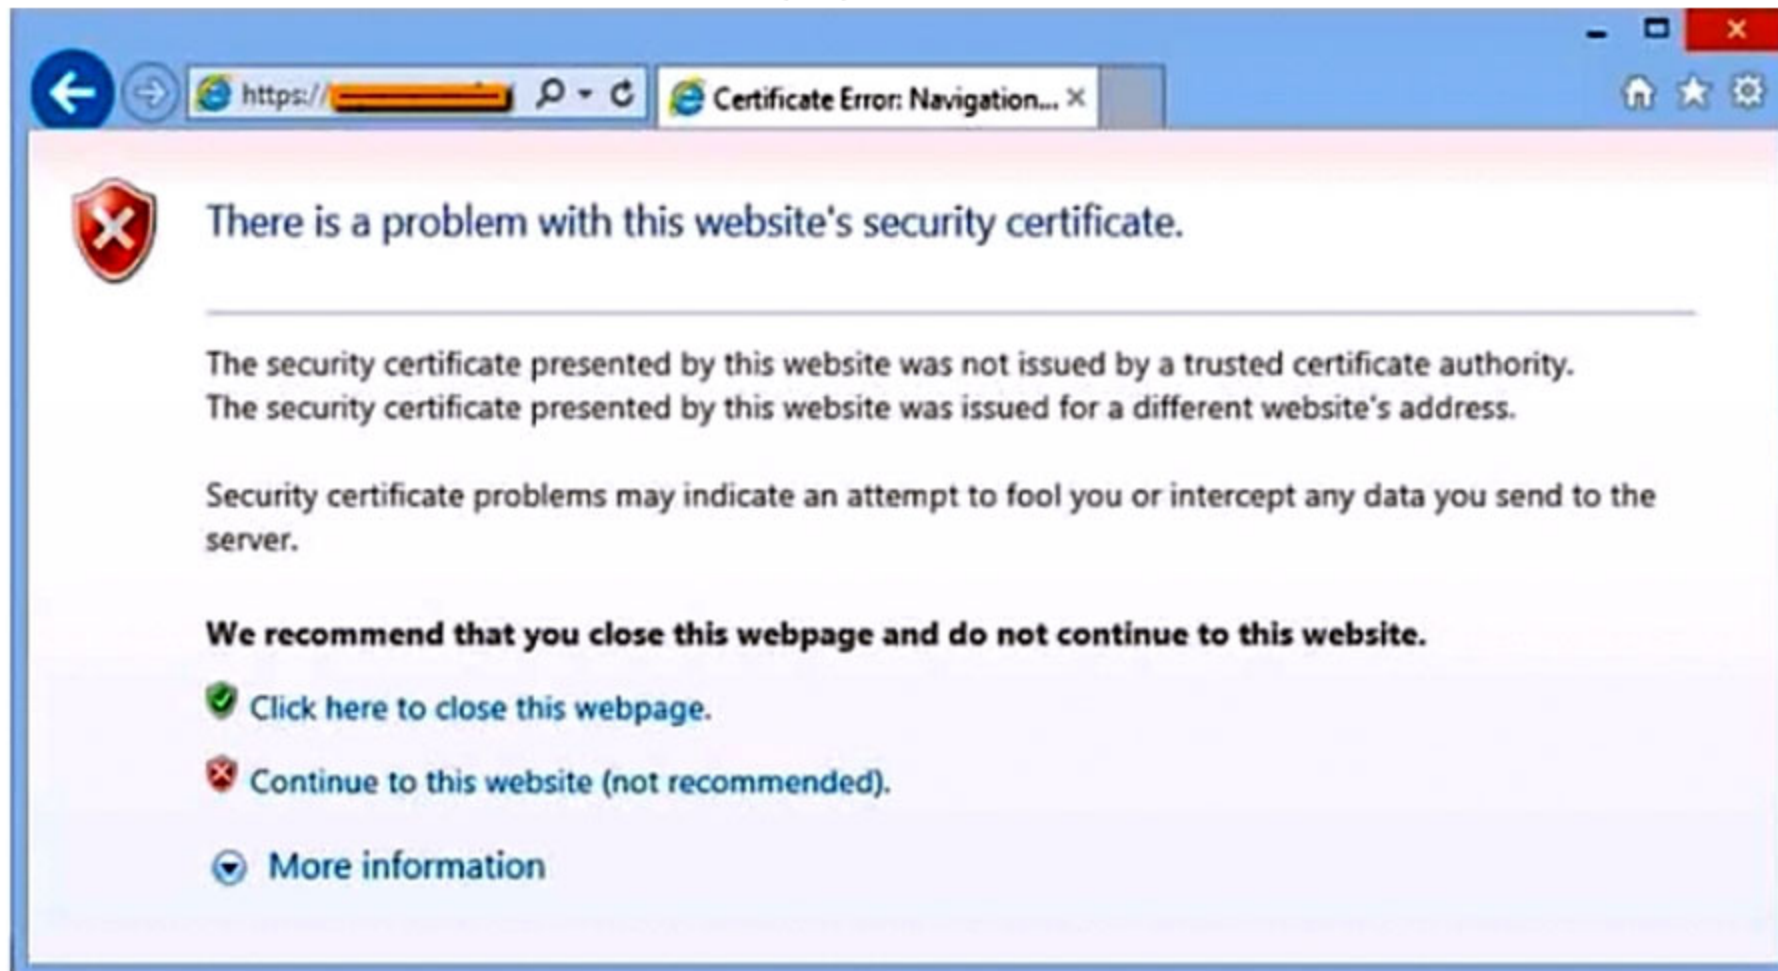 https://
Certificate Error: Navigation...
There is a problem with this website's security certificate.
The security certificate presented by this website was not issued by a trusted certificate authority.
The security certificate presented by this website was issued for a different website's address.
Security certificate problems may indicate an attempt to fool you or intercept any data you send to the
server.
We recommend that you close this webpage and do not continue to this website.
Click here to close this webpage.
Continue to this website (not recommended).
More information